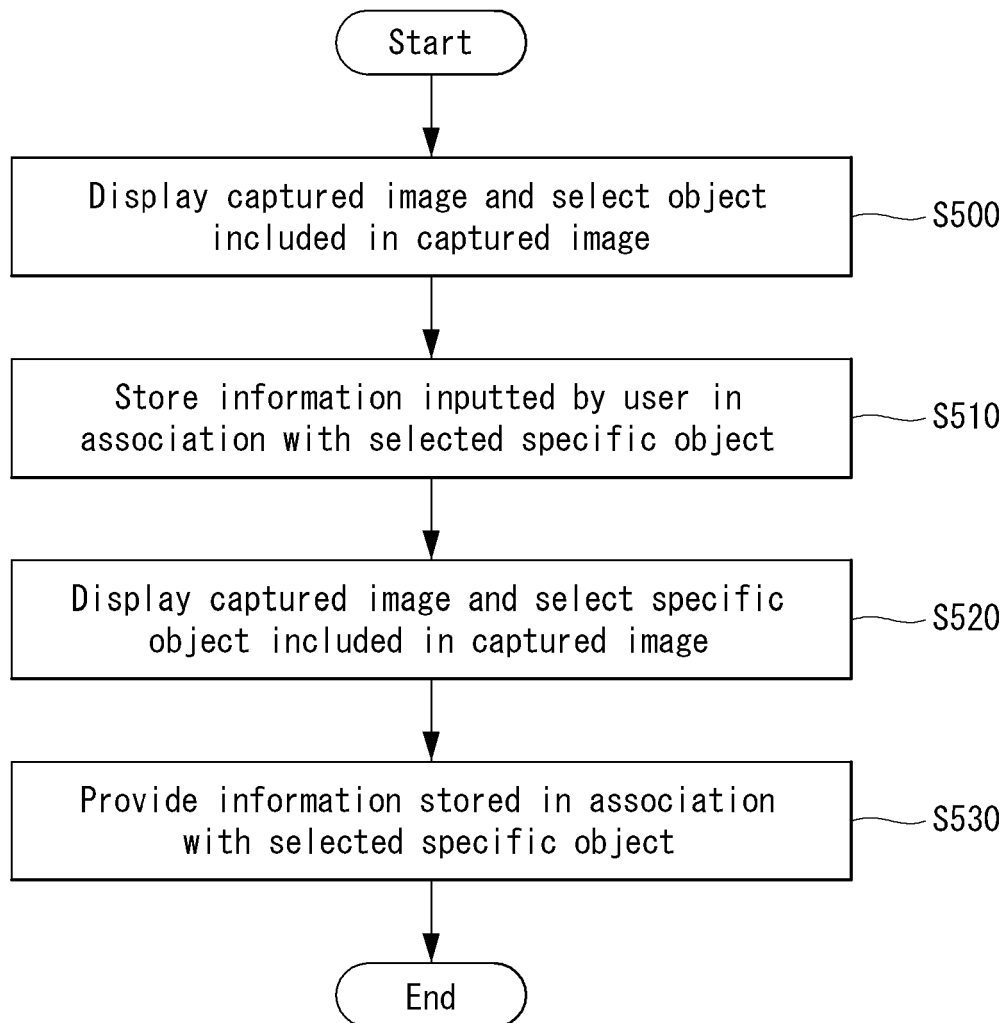 Start
Display captured image and select object
included in captured image
S500
Store information inputted by user in
association with selected specific object
S510
Display captured image and select specific
object included in captured image
S520
Provide information stored in association
with selected specific object
S530
End